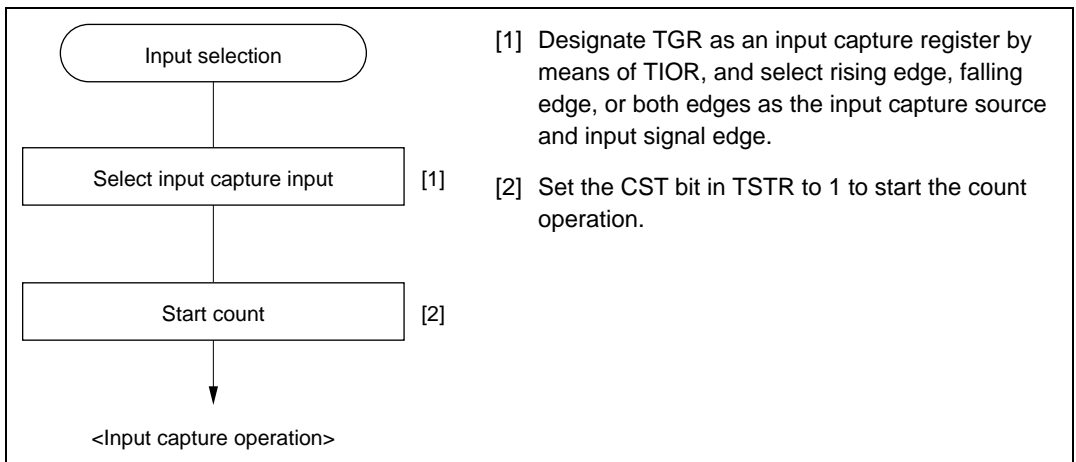 Input selection
Select input capture input
[1]
Start count
[2]
<Input capture operation>
[1] Designate TGR as an input capture register by
means of TIOR, and select rising edge, falling
edge, or both edges as the input capture source
and input signal edge.
[2] Set the CST bit in TSTR to 1 to start the count
operation.